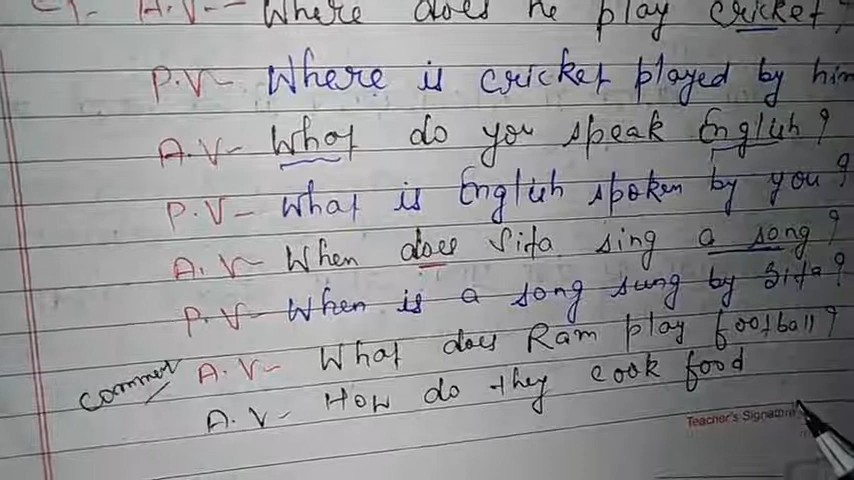 A.V-- Where does he play cricket?
P.V- Where is cricket played by him
A.V- What do you speak English?
P.V- What is English spoken by you?
A.V- When does Sita sing a song?
P.V- When is a song sung by Sita?
A.V- What does Ram play football?
comment A.V- How do they cook food
Teacher's Signature